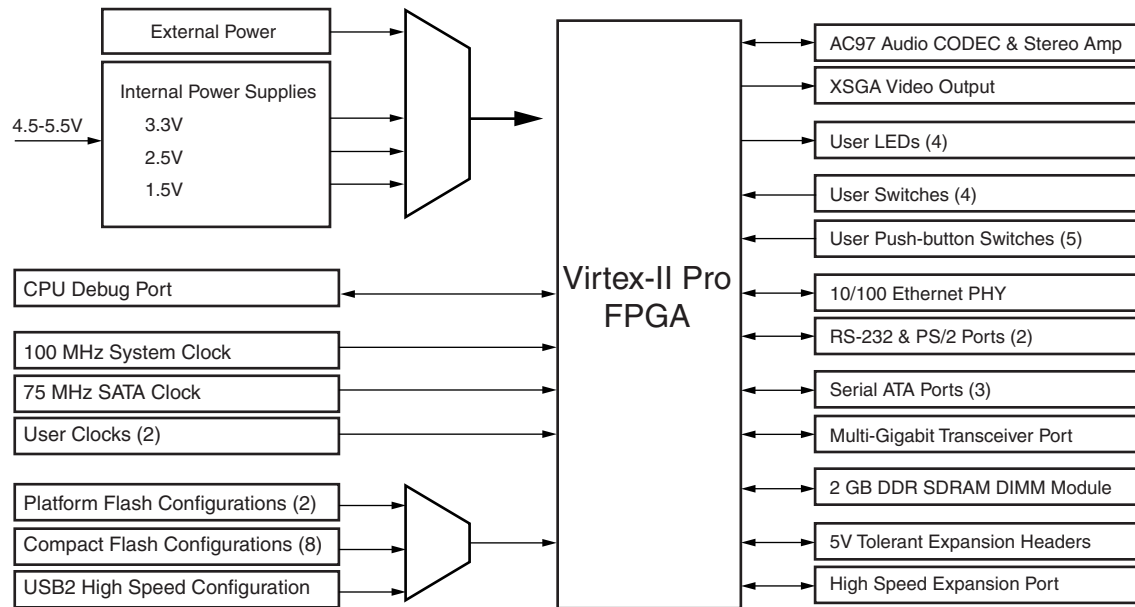 External Power
Internal Power Supplies
4.5-5.5V
3.3V
2.5V
1.5V
CPU Debug Port
100 MHz System Clock
75 MHz SATA Clock
User Clocks (2)
Platform Flash Configurations (2)
Compact Flash Configurations (8)
USB2 High Speed Configuration
Virtex-II Pro
FPGA
AC97 Audio CODEC & Stereo Amp
XSGA Video Output
User LEDs (4)
User Switches (4)
User Push-button Switches (5)
10/100 Ethernet PHY
RS-232 & PS/2 Ports (2)
Serial ATA Ports (3)
Multi-Gigabit Transceiver Port
2 GB DDR SDRAM DIMM Module
5V Tolerant Expansion Headers
High Speed Expansion Port